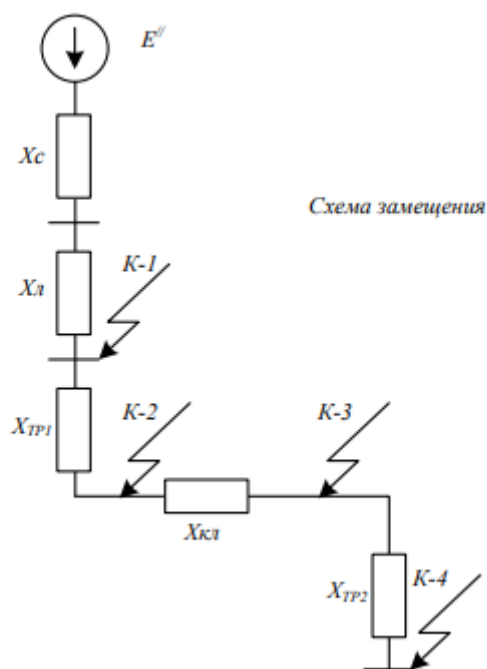 E//
Xc
Схема замещения
К-1
Xл
XТР1
К-2
К-3
Xкл
XТР2
К-4